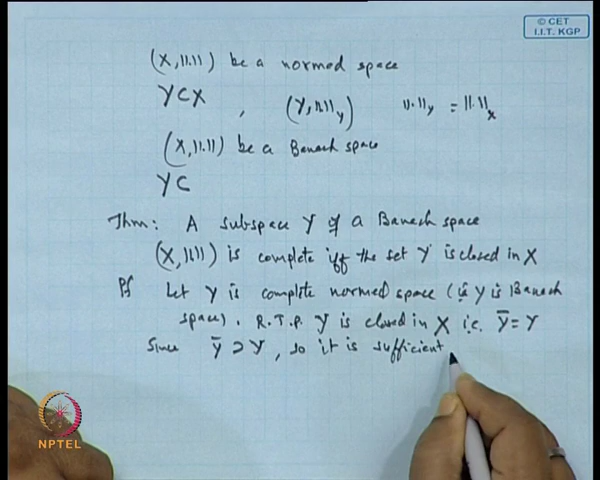 © CET
I.I.T. KGP
(X, ||.||) be a normed space
Y ⊂ X , (Y, ||.||_y) ||.||_y = ||.||_x
(X, ||.||) be a Banach space
Y ⊂
Thm: A subspace Y of a Banach space
(X, ||.||) is complete iff the set Y is closed in X
Pf Let Y is complete normed space (ie Y is Banach
space). R.T.P. Y is closed in X i.e. Ȳ = Y
Since Ȳ ⊃ Y, so it is sufficient
NPTEL